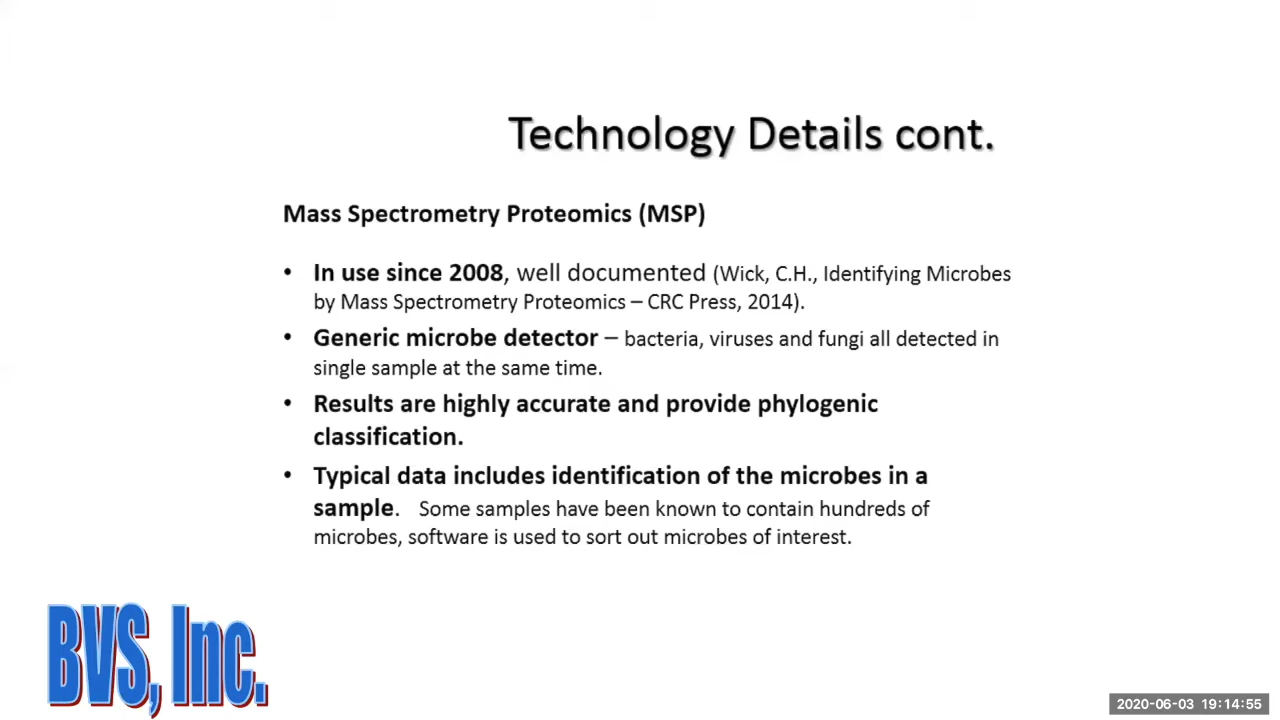 Technology Details cont.
Mass Spectrometry Proteomics (MSP)
• In use since 2008, well documented (Wick, C.H., Identifying Microbes
by Mass Spectrometry Proteomics – CRC Press, 2014).
• Generic microbe detector – bacteria, viruses and fungi all detected in
single sample at the same time.
• Results are highly accurate and provide phylogenic
classification.
• Typical data includes identification of the microbes in a
sample. Some samples have been known to contain hundreds of
microbes, software is used to sort out microbes of interest.
BVS, Inc.
2020-06-03 19:14:55